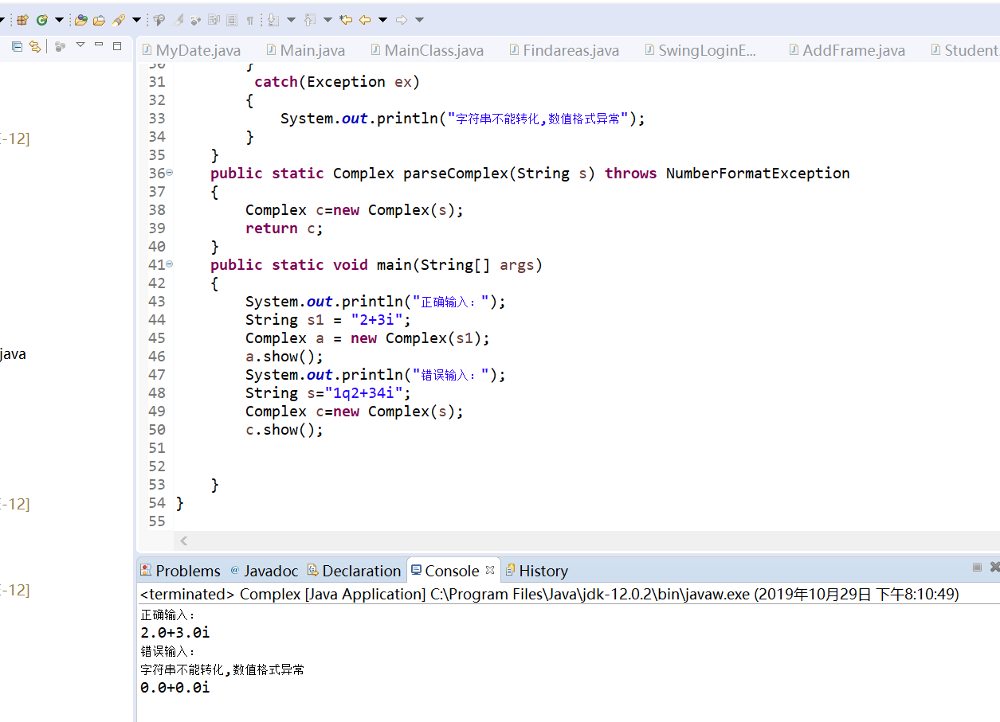 MyDate.java Main.java MainClass.java Findareas.java SwingLoginE... AddFrame.java Student
30 }
31 catch(Exception ex)
32 {
33 System.out.println("字符串不能转化,数值格式异常");
34 }
35 }
36 public static Complex parseComplex(String s) throws NumberFormatException
37 {
38 Complex c=new Complex(s);
39 return c;
40 }
41 public static void main(String[] args)
42 {
43 System.out.println("正确输入：");
44 String s1 = "2+3i";
45 Complex a = new Complex(s1);
46 a.show();
47 System.out.println("错误输入：");
48 String s="1q2+34i";
49 Complex c=new Complex(s);
50 c.show();
51
52
53 }
54 }
55
-12]
java
-12]
-12]
Problems Javadoc Declaration Console History
<terminated> Complex [Java Application] C:\Program Files\Java\jdk-12.0.2\bin\javaw.exe (2019年10月29日 下午8:10:49)
正确输入：
2.0+3.0i
错误输入：
字符串不能转化,数值格式异常
0.0+0.0i